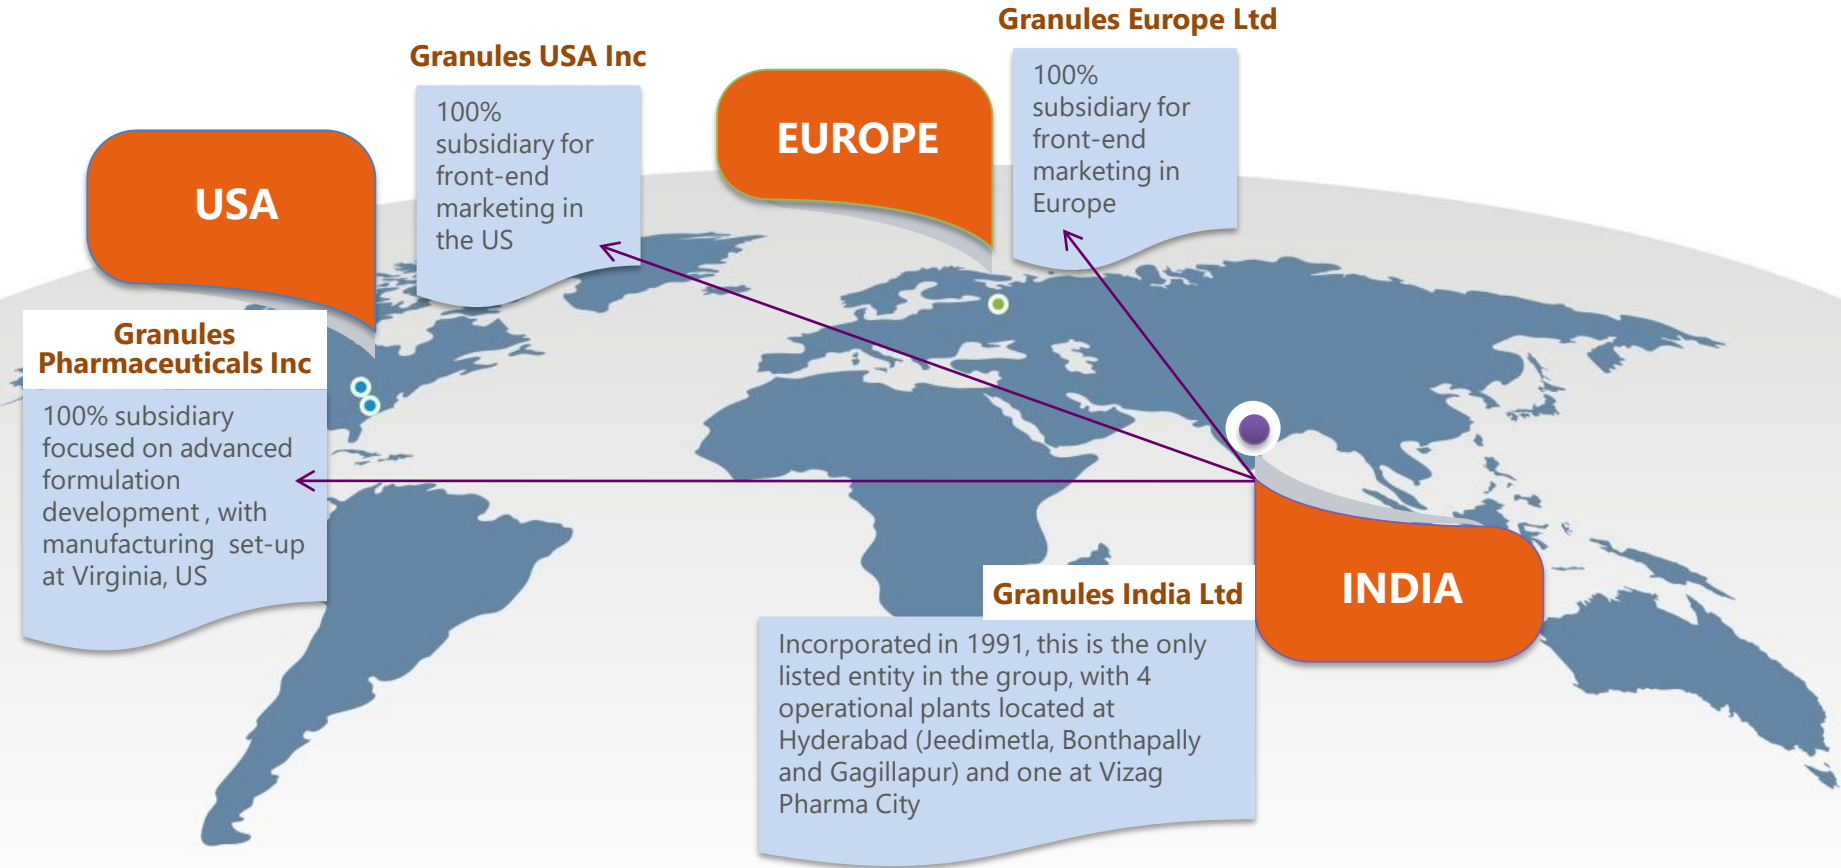 Granules Europe Ltd
100%
subsidiary for
front-end
marketing in
Europe
EUROPE
Granules USA Inc
100%
subsidiary for
front-end
marketing in
the US
USA
Granules
Pharmaceuticals Inc
100% subsidiary
focused on advanced
formulation
development , with
manufacturing set-up
at Virginia, US
INDIA
Granules India Ltd
Incorporated in 1991, this is the only
listed entity in the group, with 4
operational plants located at
Hyderabad (Jeedimetla, Bonthapally
and Gagillapur) and one at Vizag
Pharma City